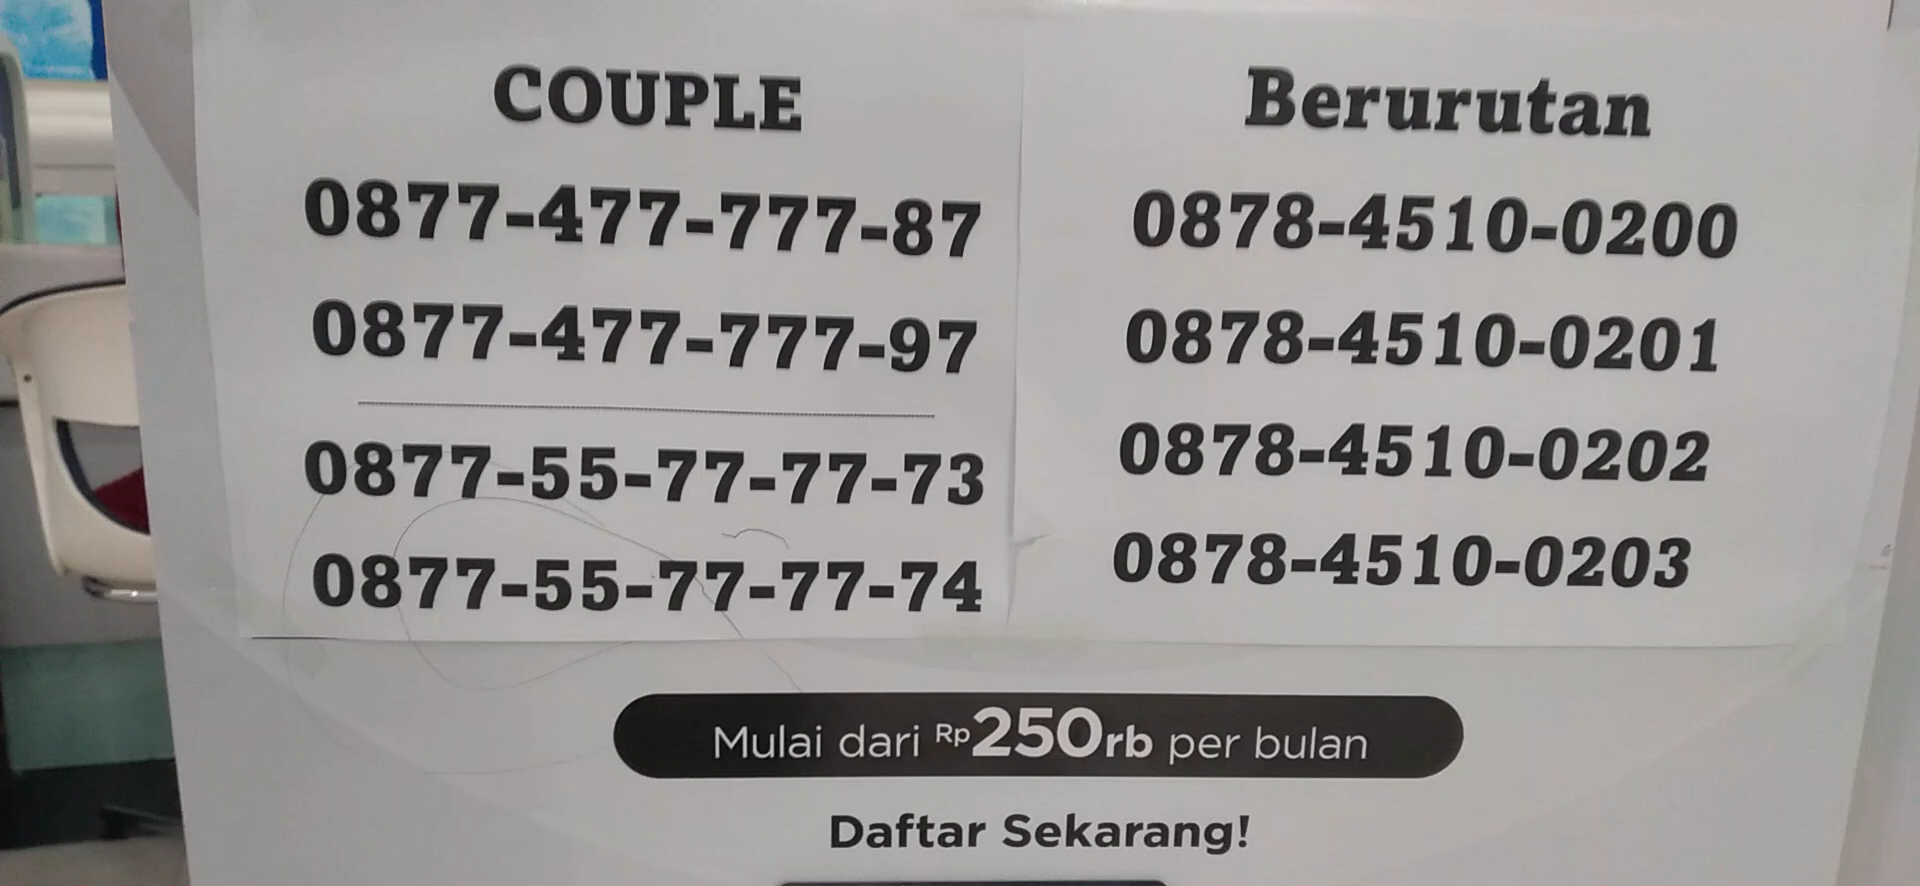 COUPLE
0877-477-777-87
0877-477-777-97
0877-55-77-77-73
0877-55-77-77-74
Berurutan
0878-4510-0200
0878-4510-0201
0878-4510-0202
0878-4510-0203
Mulai dari Rp250rb per bulan
Daftar Sekarang!